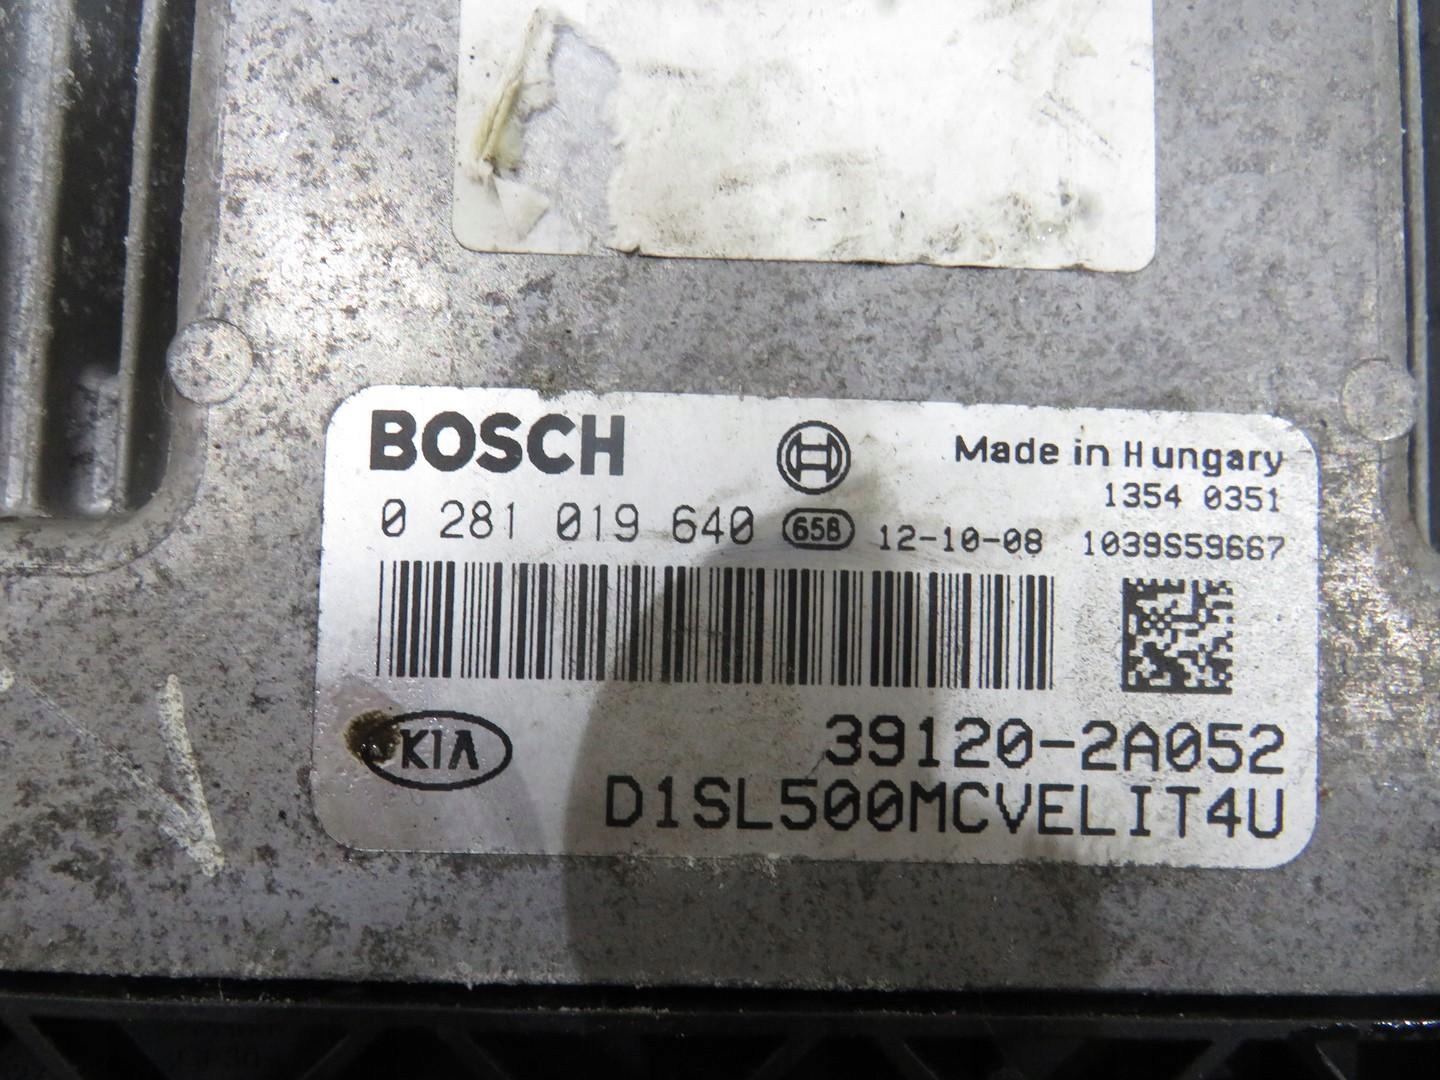 BOSCH
Made in Hungary
1354 0351
0 281 019 640 658 12-10-08 1039S59667
KIA
39120-2A052
D1SL500MCVELIT4U